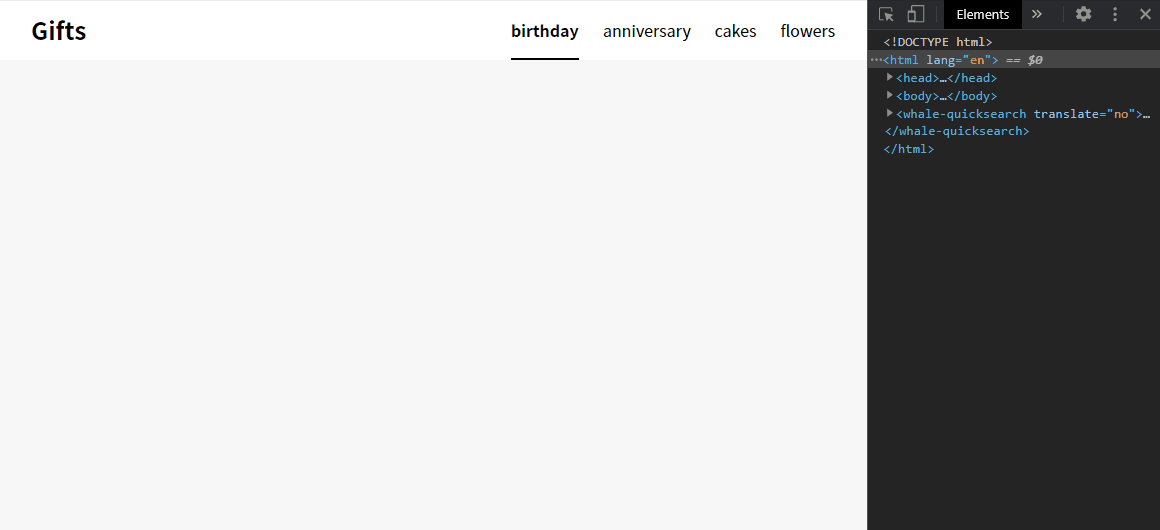 Gifts
birthday anniversary cakes flowers
Elements
<!DOCTYPE html>
…<html lang="en"> == $0
<head>…</head>
<body>…</body>
<whale-quicksearch translate="no">…
</whale-quicksearch>
</html>